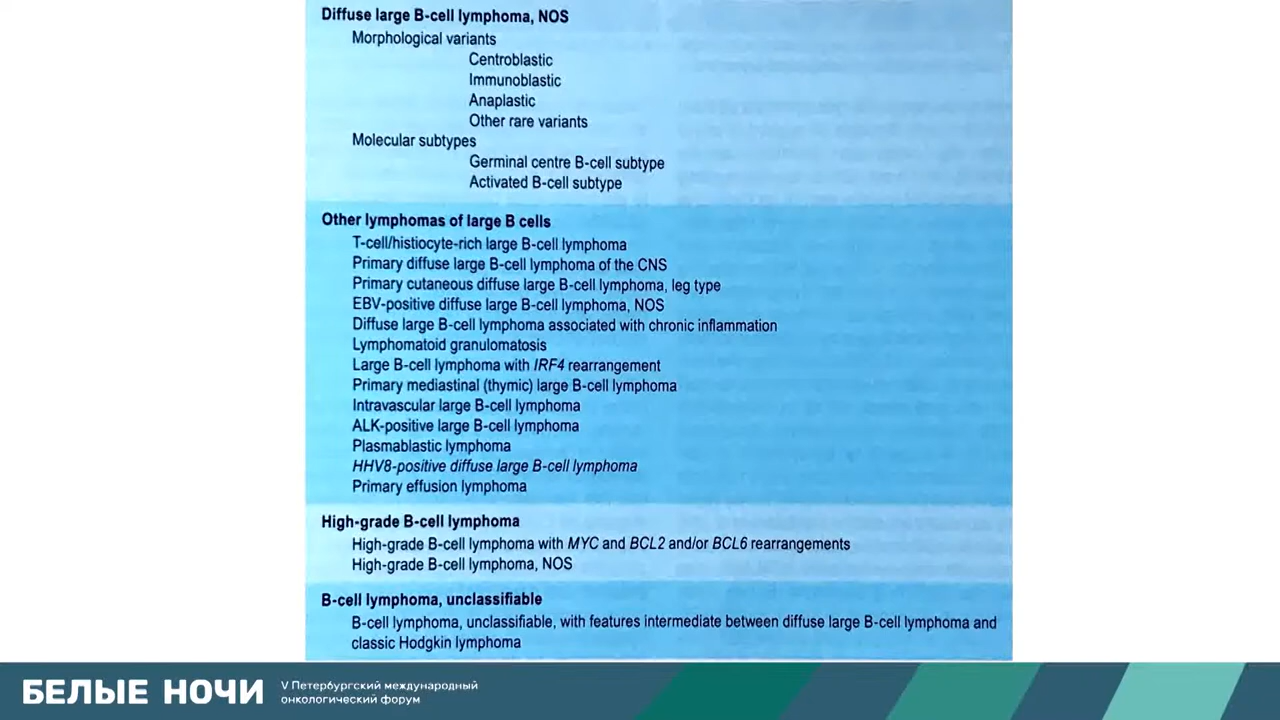 Diffuse large B-cell lymphoma, NOS
Morphological variants
Centroblastic
Immunoblastic
Anaplastic
Other rare variants
Molecular subtypes
Germinal centre B-cell subtype
Activated B-cell subtype
Other lymphomas of large B cells
T-cell/histiocyte-rich large B-cell lymphoma
Primary diffuse large B-cell lymphoma of the CNS
Primary cutaneous diffuse large B-cell lymphoma, leg type
EBV-positive diffuse large B-cell lymphoma, NOS
Diffuse large B-cell lymphoma associated with chronic inflammation
Lymphomatoid granulomatosis
Large B-cell lymphoma with IRF4 rearrangement
Primary mediastinal (thymic) large B-cell lymphoma
Intravascular large B-cell lymphoma
ALK-positive large B-cell lymphoma
Plasmablastic lymphoma
HHV8-positive diffuse large B-cell lymphoma
Primary effusion lymphoma
High-grade B-cell lymphoma
High-grade B-cell lymphoma with MYC and BCL2 and/or BCL6 rearrangements
High-grade B-cell lymphoma, NOS
B-cell lymphoma, unclassifiable
B-cell lymphoma, unclassifiable, with features intermediate between diffuse large B-cell lymphoma and
classic Hodgkin lymphoma
БЕЛЫЕ НОЧИ
V Петербургский международный
онкологический форум